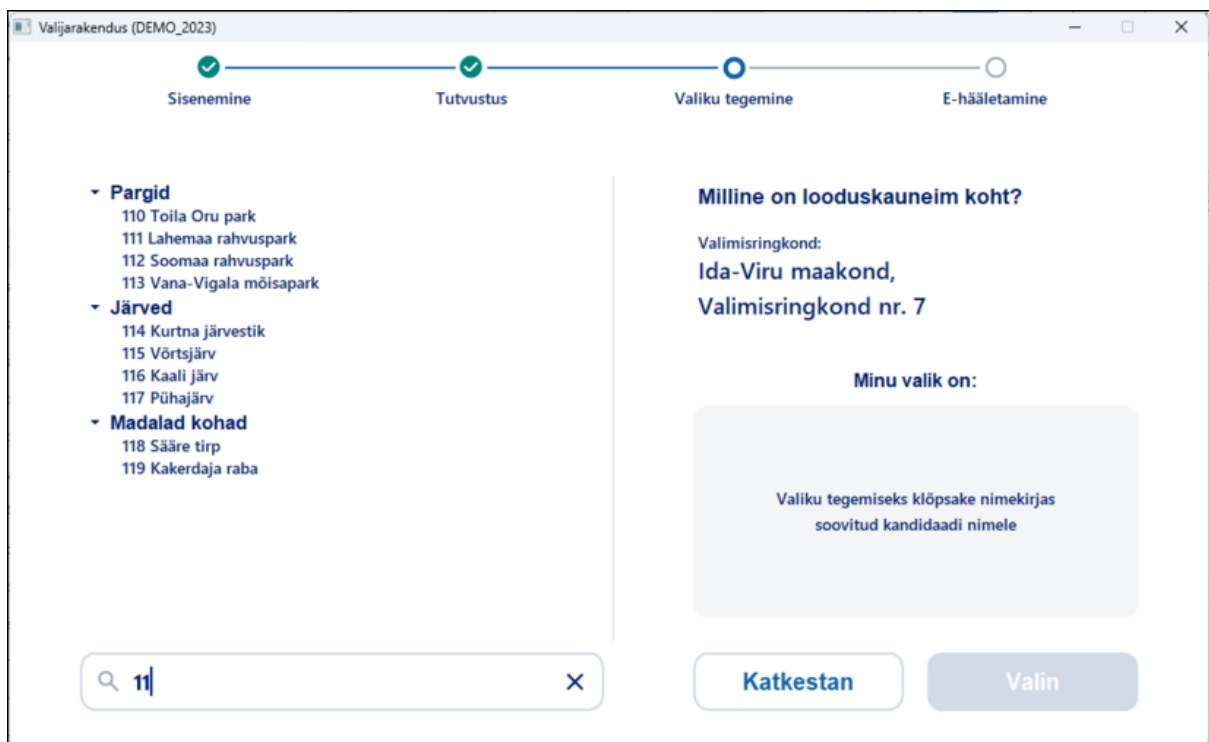 Valijarakendus (DEMO_2023)
Sisenemine
Tutvustus
Valiku tegemine
E-hääletamine
Pargid
110 Toila Oru park
111 Lahemaa rahvuspark
112 Soomaa rahvuspark
113 Vana-Vigala mõisapark
Järved
114 Kurtna järvestik
115 Võrtsjärv
116 Kaali järv
117 Pühajärv
Madalad kohad
118 Sääre tirp
119 Kakerdaja raba
11
Milline on looduskauneim koht?
Valimisringkond:
Ida-Viru maakond,
Valimisringkond nr. 7
Minu valik on:
Valiku tegemiseks klõpsake nimekirjas
soovitud kandidaadi nimele
Katkestan
Valin